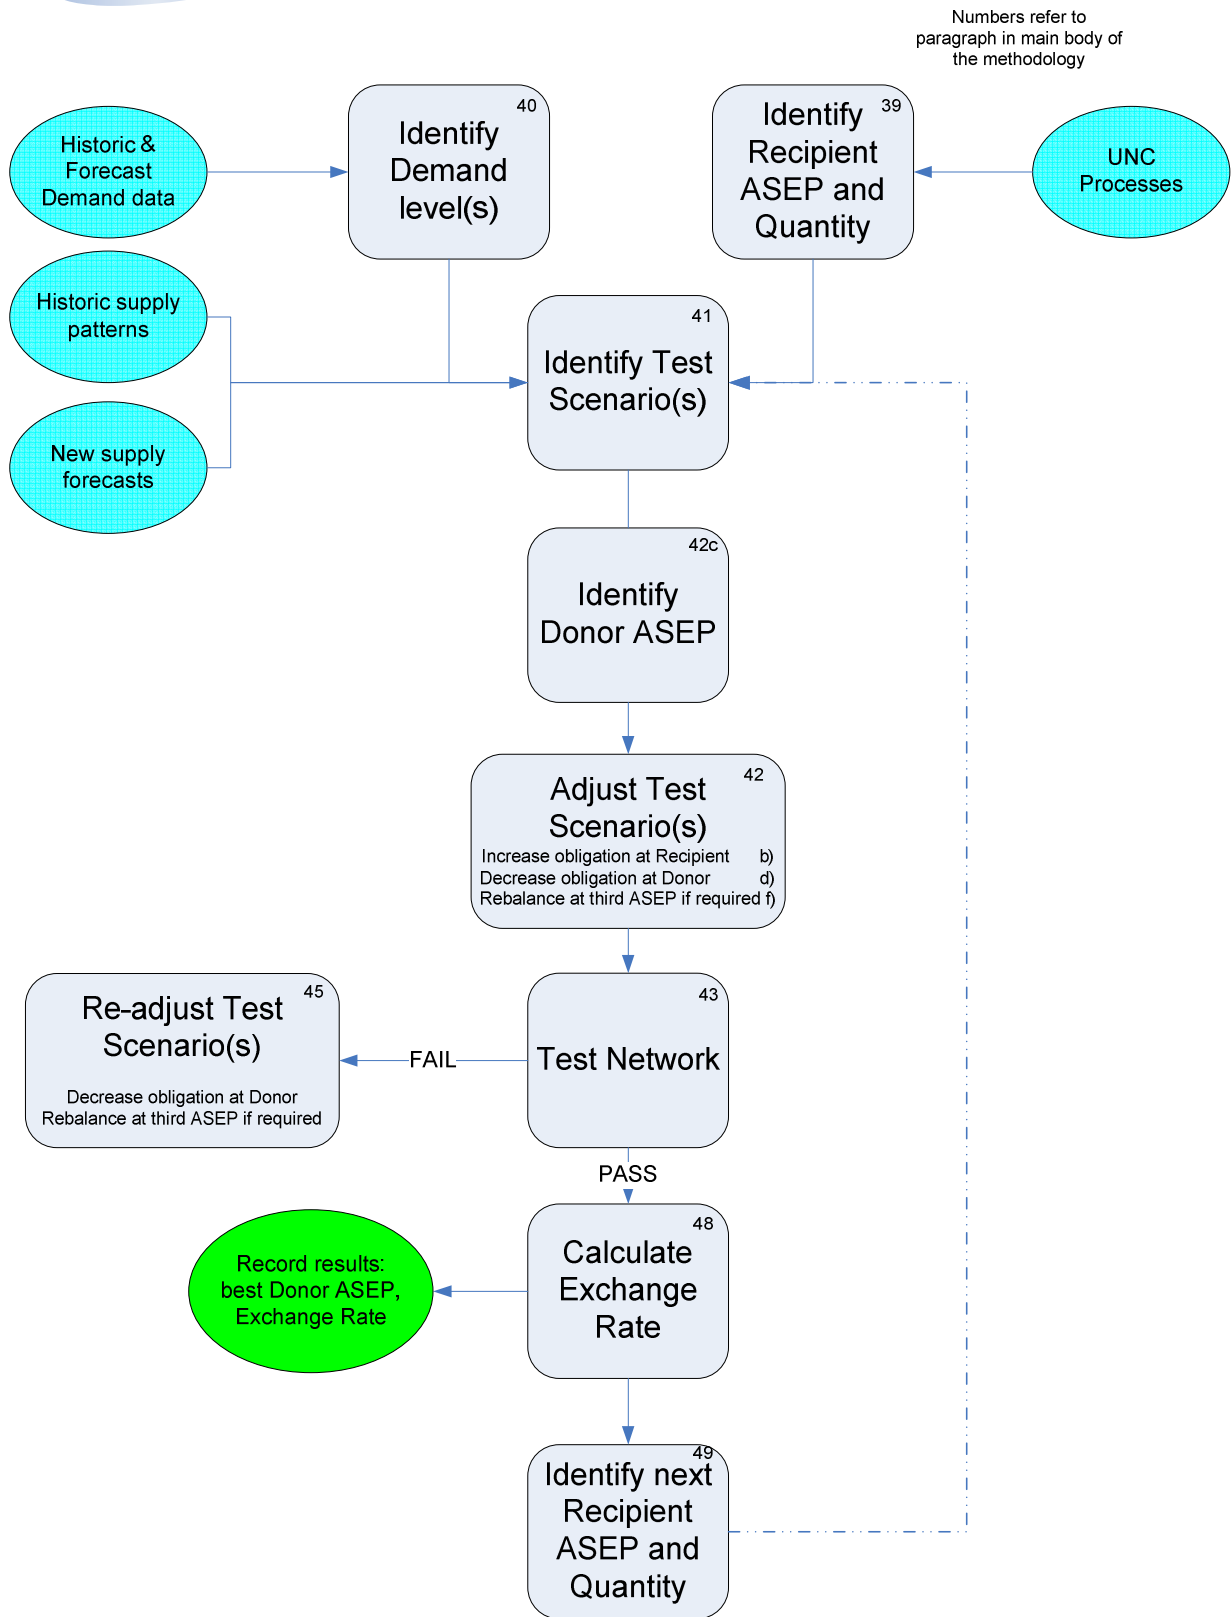 Numbers refer to
paragraph in main body of
the methodology
40
Identify
Demand
level(s)
39
Identify
Recipient
ASEP and
Quantity
Historic &
Forecast
Demand data
UNC
Processes
Historic supply
patterns
41
Identify Test
Scenario(s)
New supply
forecasts
42c
Identify
Donor ASEP
42
Adjust Test
Scenario(s)
Increase obligation at Recipient b)
Decrease obligation at Donor d)
Rebalance at third ASEP if required f)
45
Re-adjust Test
Scenario(s)
Decrease obligation at Donor
Rebalance at third ASEP if required
FAIL
43
Test Network
PASS
48
Calculate
Exchange
Rate
Record results:
best Donor ASEP,
Exchange Rate
49
Identify next
Recipient
ASEP and
Quantity